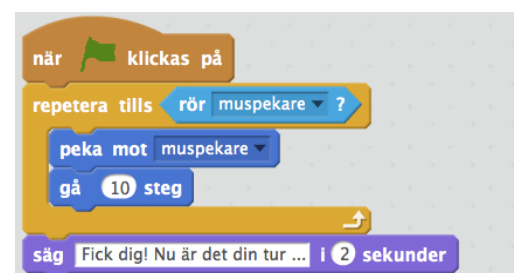 när klickas på
repetera tills rör muspekare ?
peka mot muspekare
gå 10 steg
säg Fick dig! Nu är det din tur ... i 2 sekunder